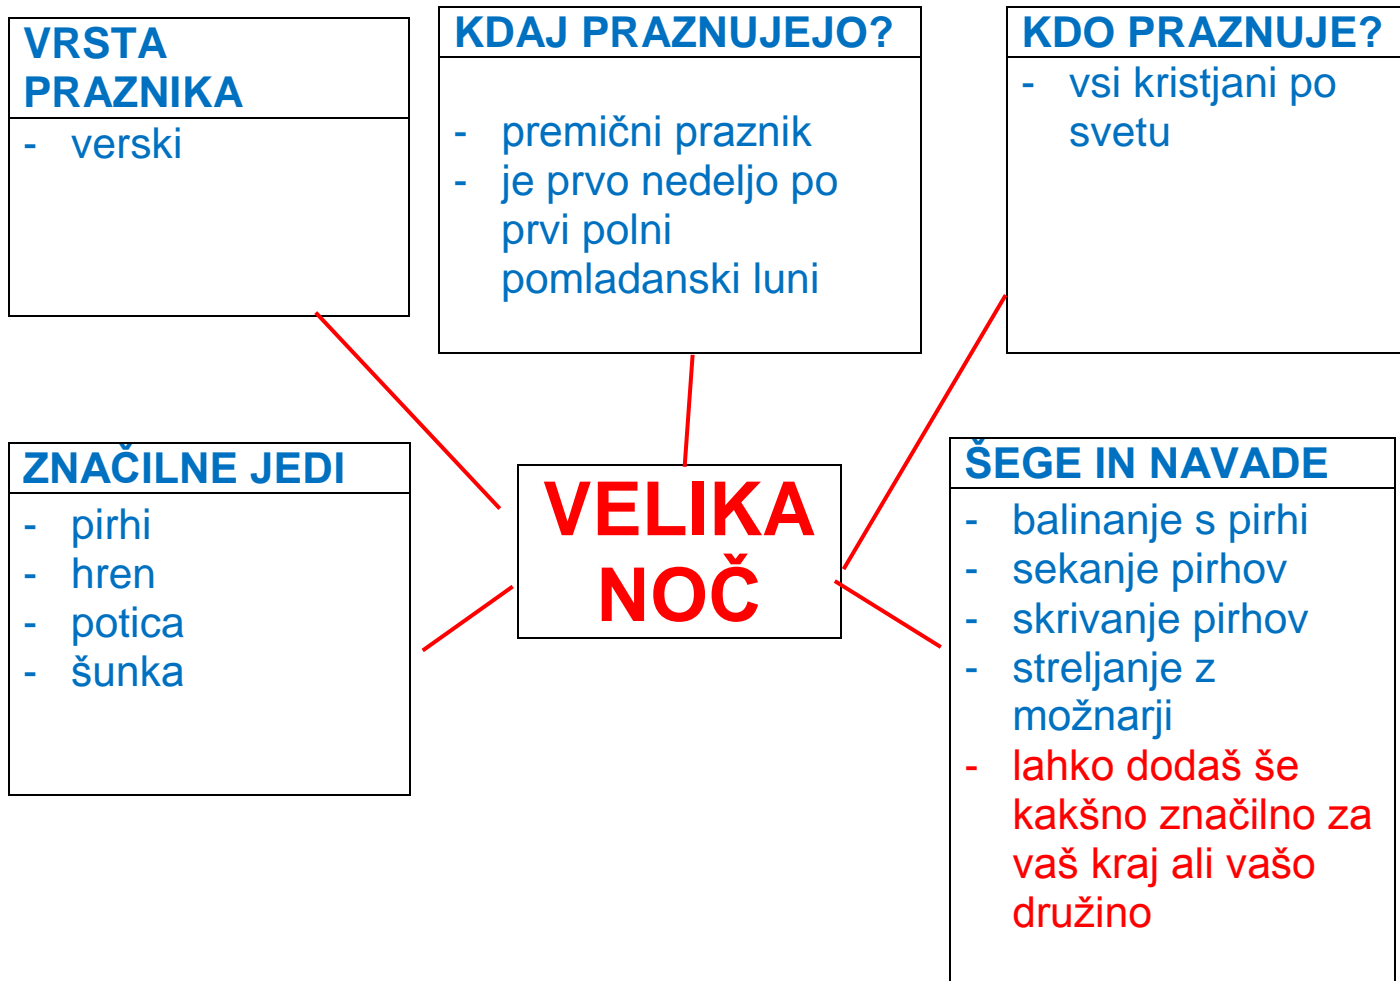 VRSTA
PRAZNIKA
- verski
KDAJ PRAZNUJEJO?
- premični praznik
- je prvo nedeljo po
prvi polni
pomladanski luni
KDO PRAZNUJE?
- vsi kristjani po
svetu
ZNAČILNE JEDI
- pirhi
- hren
- potica
- šunka
VELIKA
NOČ
ŠEGE IN NAVADE
- balinanje s pirhi
- sekanje pirhov
- skrivanje pirhov
- streljanje z
možnarji
- lahko dodaš še
kakšno značilno za
vaš kraj ali vašo
družino